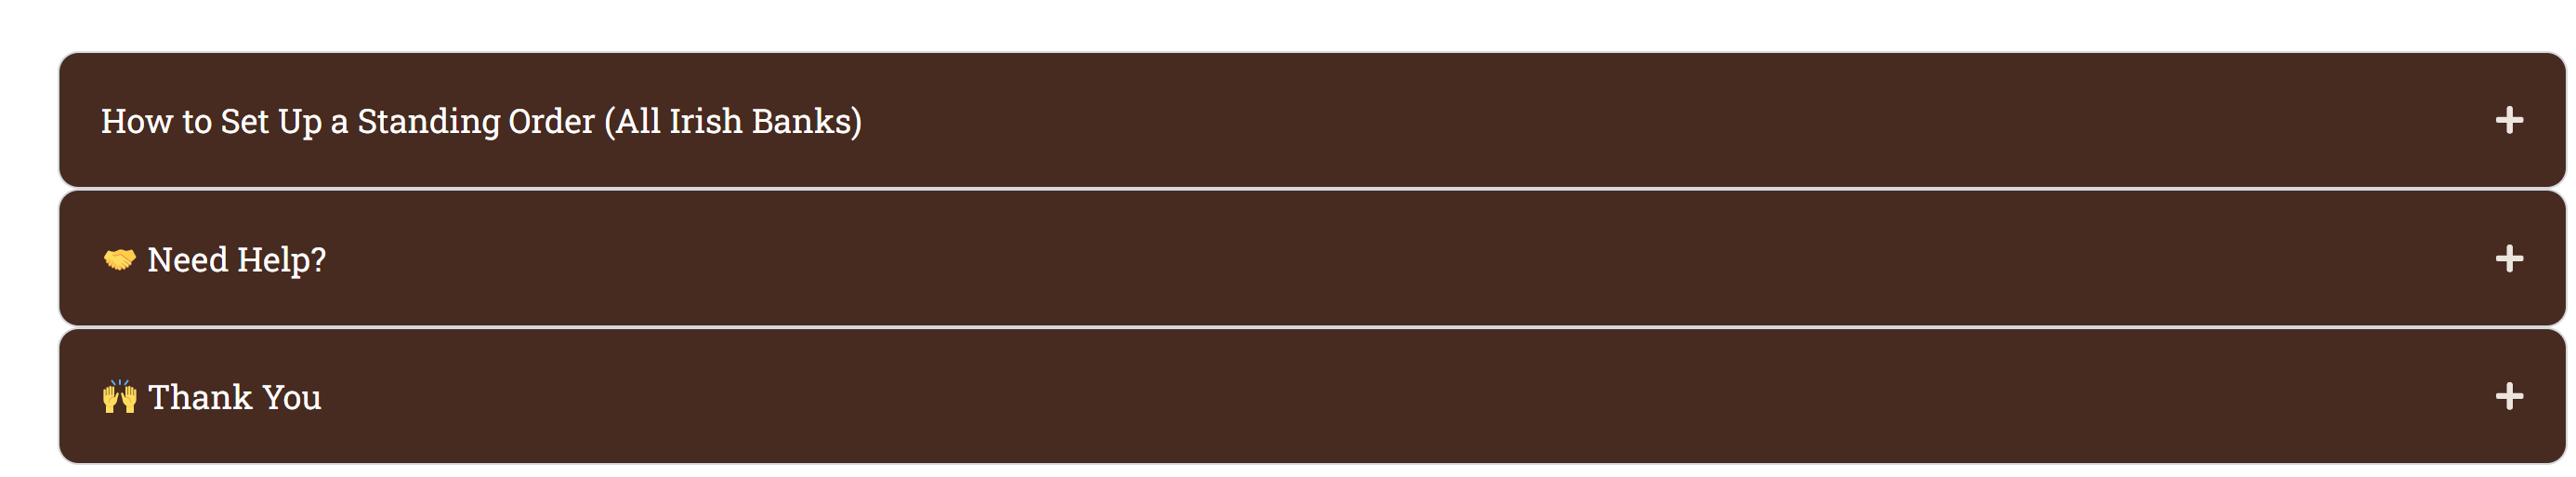 How to Set Up a Standing Order (All Irish Banks)
🤝 Need Help?
🙌 Thank You